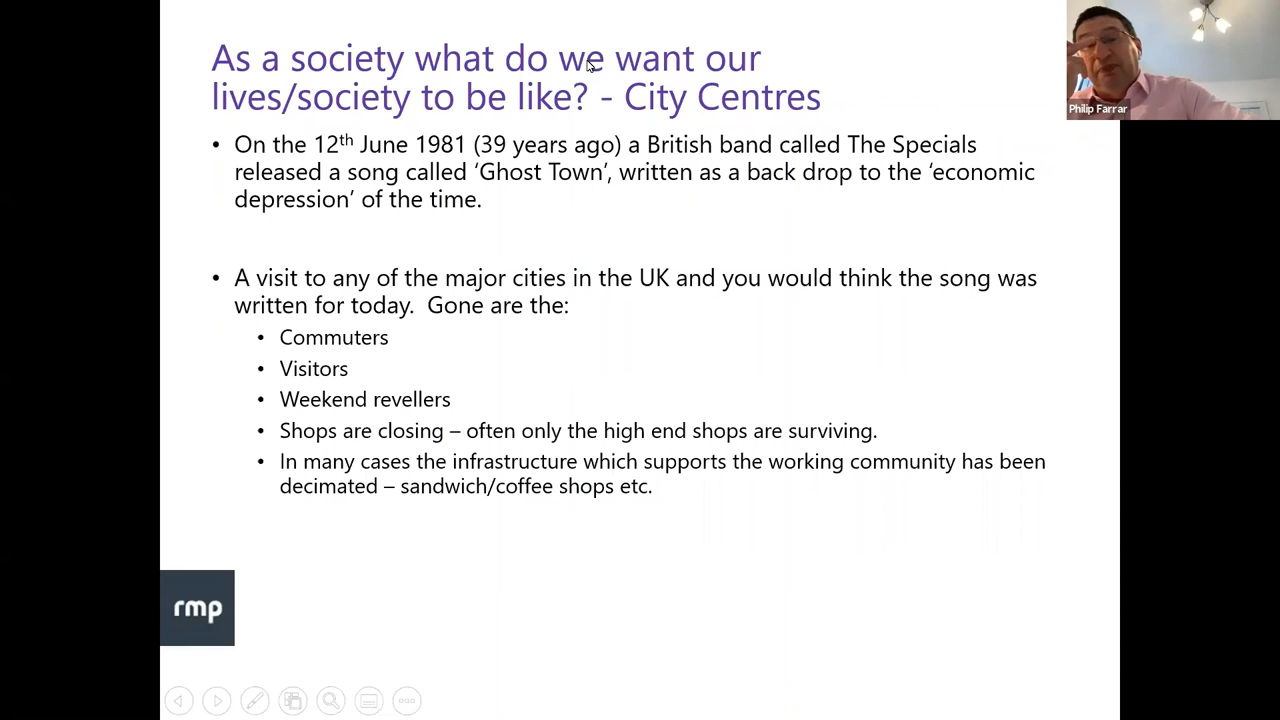 As a society what do we want our
lives/society to be like? - City Centres
Philip Farrar
• On the 12th June 1981 (39 years ago) a British band called The Specials
released a song called ‘Ghost Town’, written as a back drop to the ‘economic
depression’ of the time.
• A visit to any of the major cities in the UK and you would think the song was
written for today.  Gone are the:
• Commuters
• Visitors
• Weekend revellers
• Shops are closing – often only the high end shops are surviving.
• In many cases the infrastructure which supports the working community has been
decimated – sandwich/coffee shops etc.
rmp